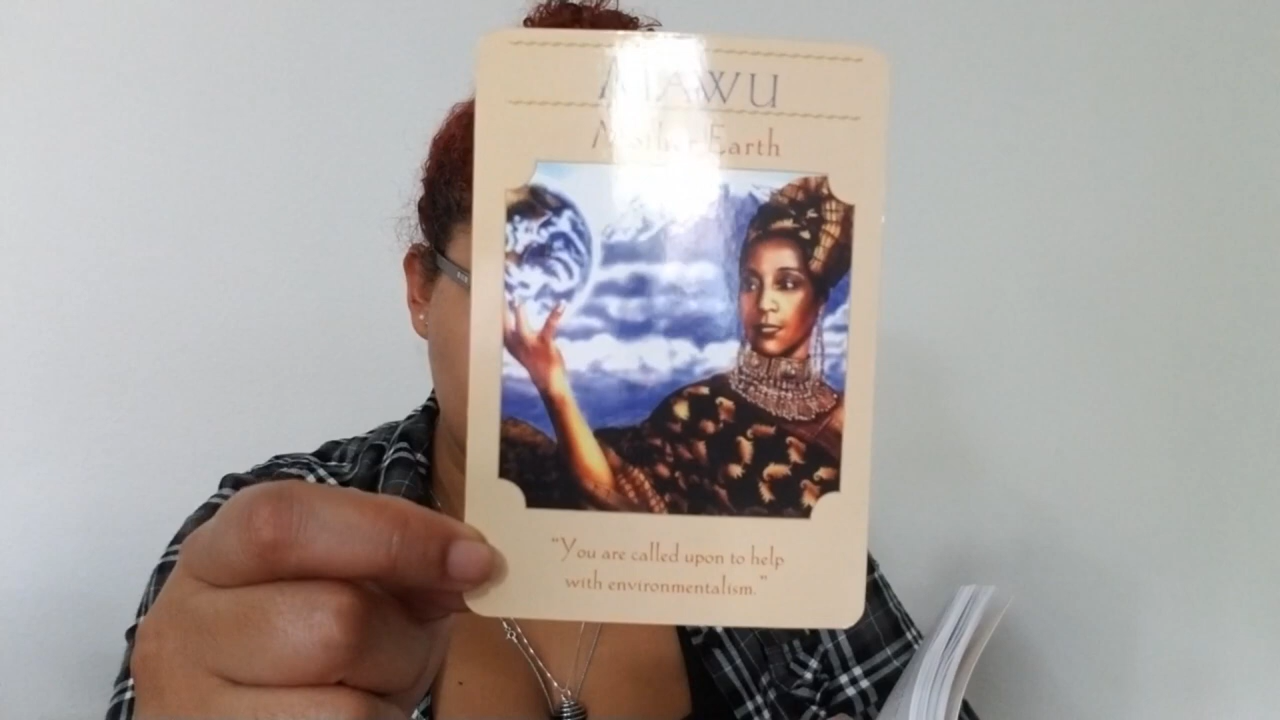 MAWU
Mother Earth
"You are called upon to help
with environmentalism."